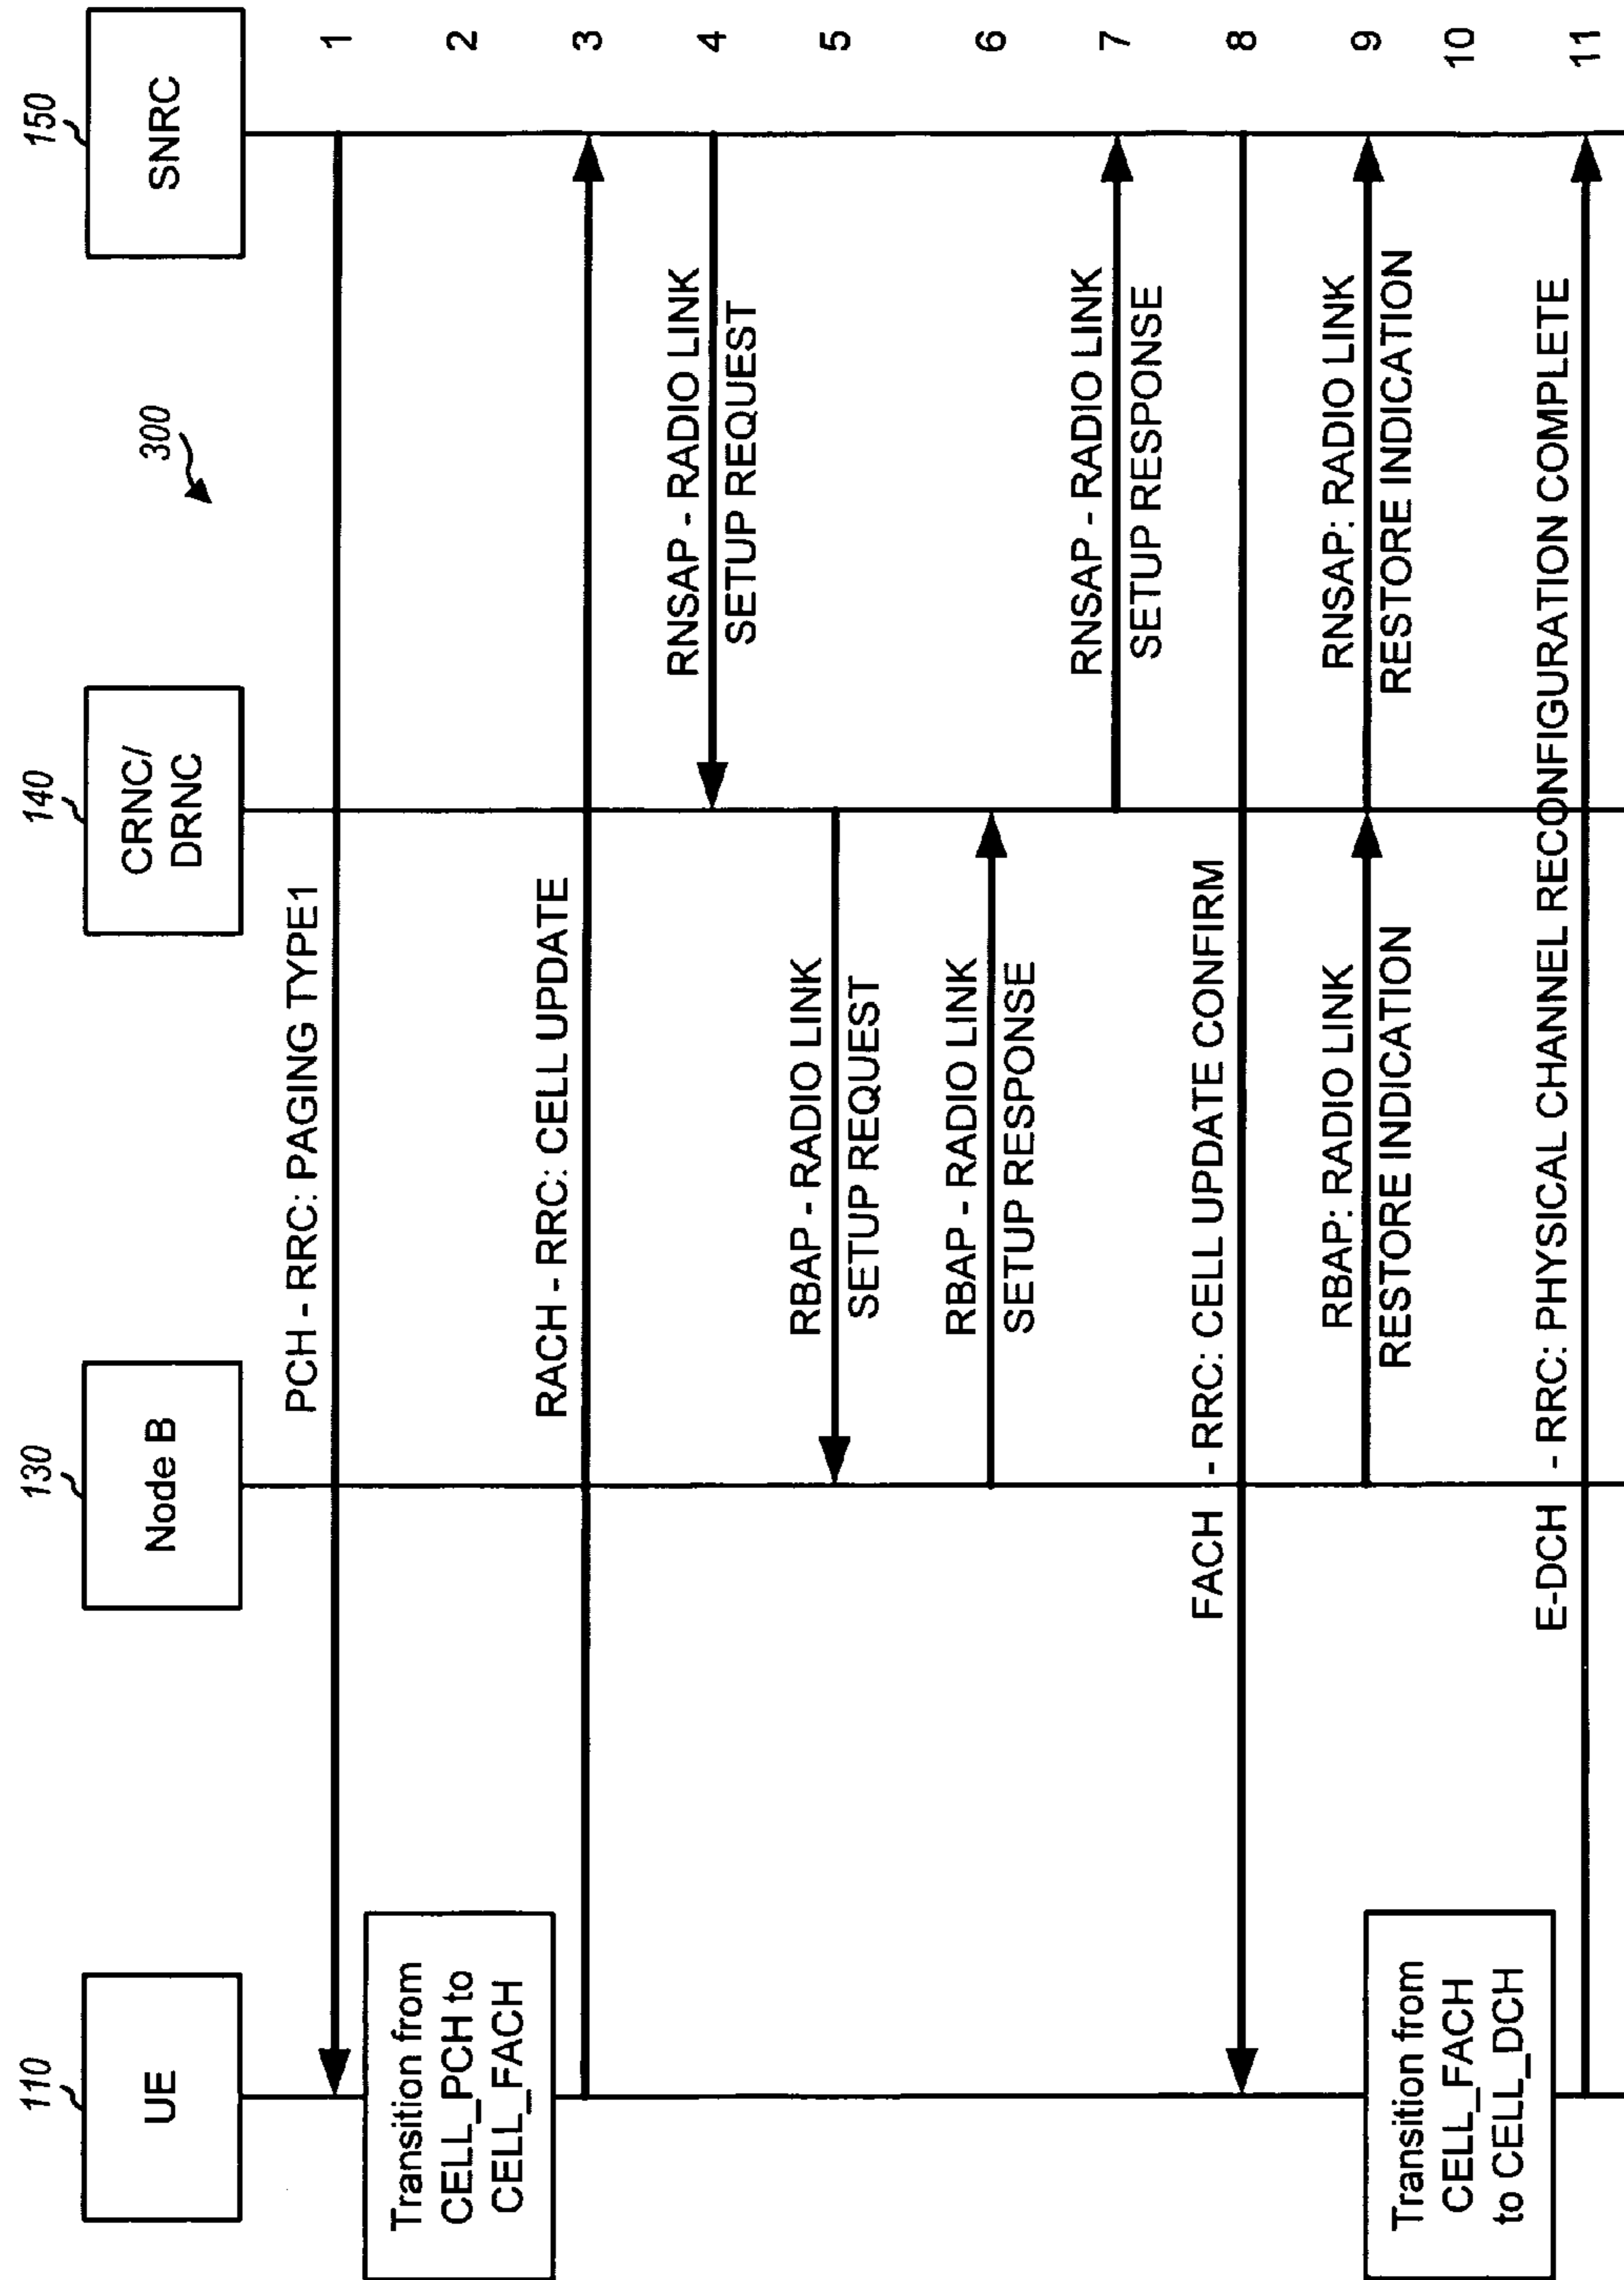 300
110
130
140
150
UE
Node B
CRNC/
DRNC
SNRC
PCH - RRC: PAGING TYPE1
1
Transition from
CELL_PCH to
CELL_FACH
2
RACH - RRC: CELL UPDATE
3
RNSAP - RADIO LINK
SETUP REQUEST
4
RBAP - RADIO LINK
SETUP REQUEST
5
RBAP - RADIO LINK
SETUP RESPONSE
6
RNSAP - RADIO LINK
SETUP RESPONSE
7
FACH - RRC: CELL UPDATE CONFIRM
8
RBAP: RADIO LINK
RESTORE INDICATION
RNSAP: RADIO LINK
RESTORE INDICATION
9
Transition from
CELL_FACH
to CELL_DCH
10
E-DCH - RRC: PHYSICAL CHANNEL RECONFIGURATION COMPLETE
11